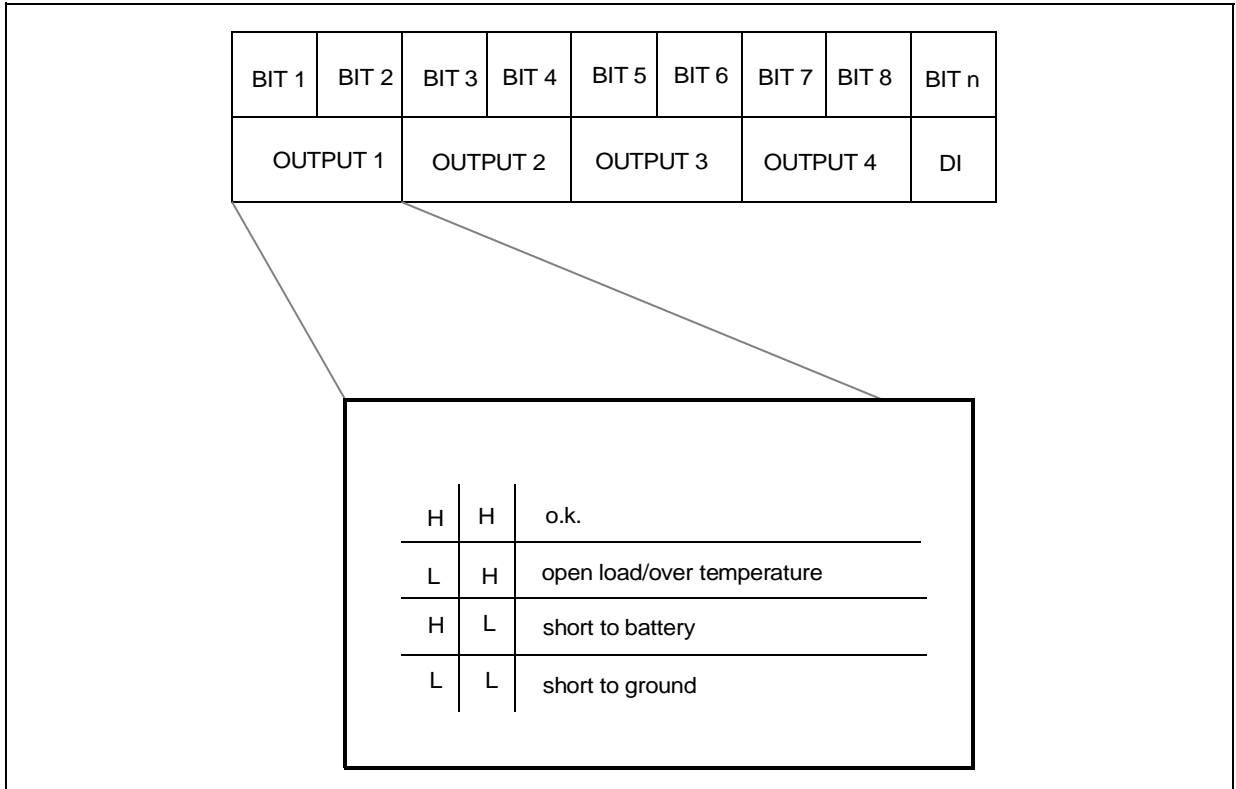 BIT 1 BIT 2 BIT 3 BIT 4 BIT 5 BIT 6 BIT 7 BIT 8 BIT n
OUTPUT 1 OUTPUT 2 OUTPUT 3 OUTPUT 4 DI
H H o.k.
L H open load/over temperature
H L short to battery
L L short to ground